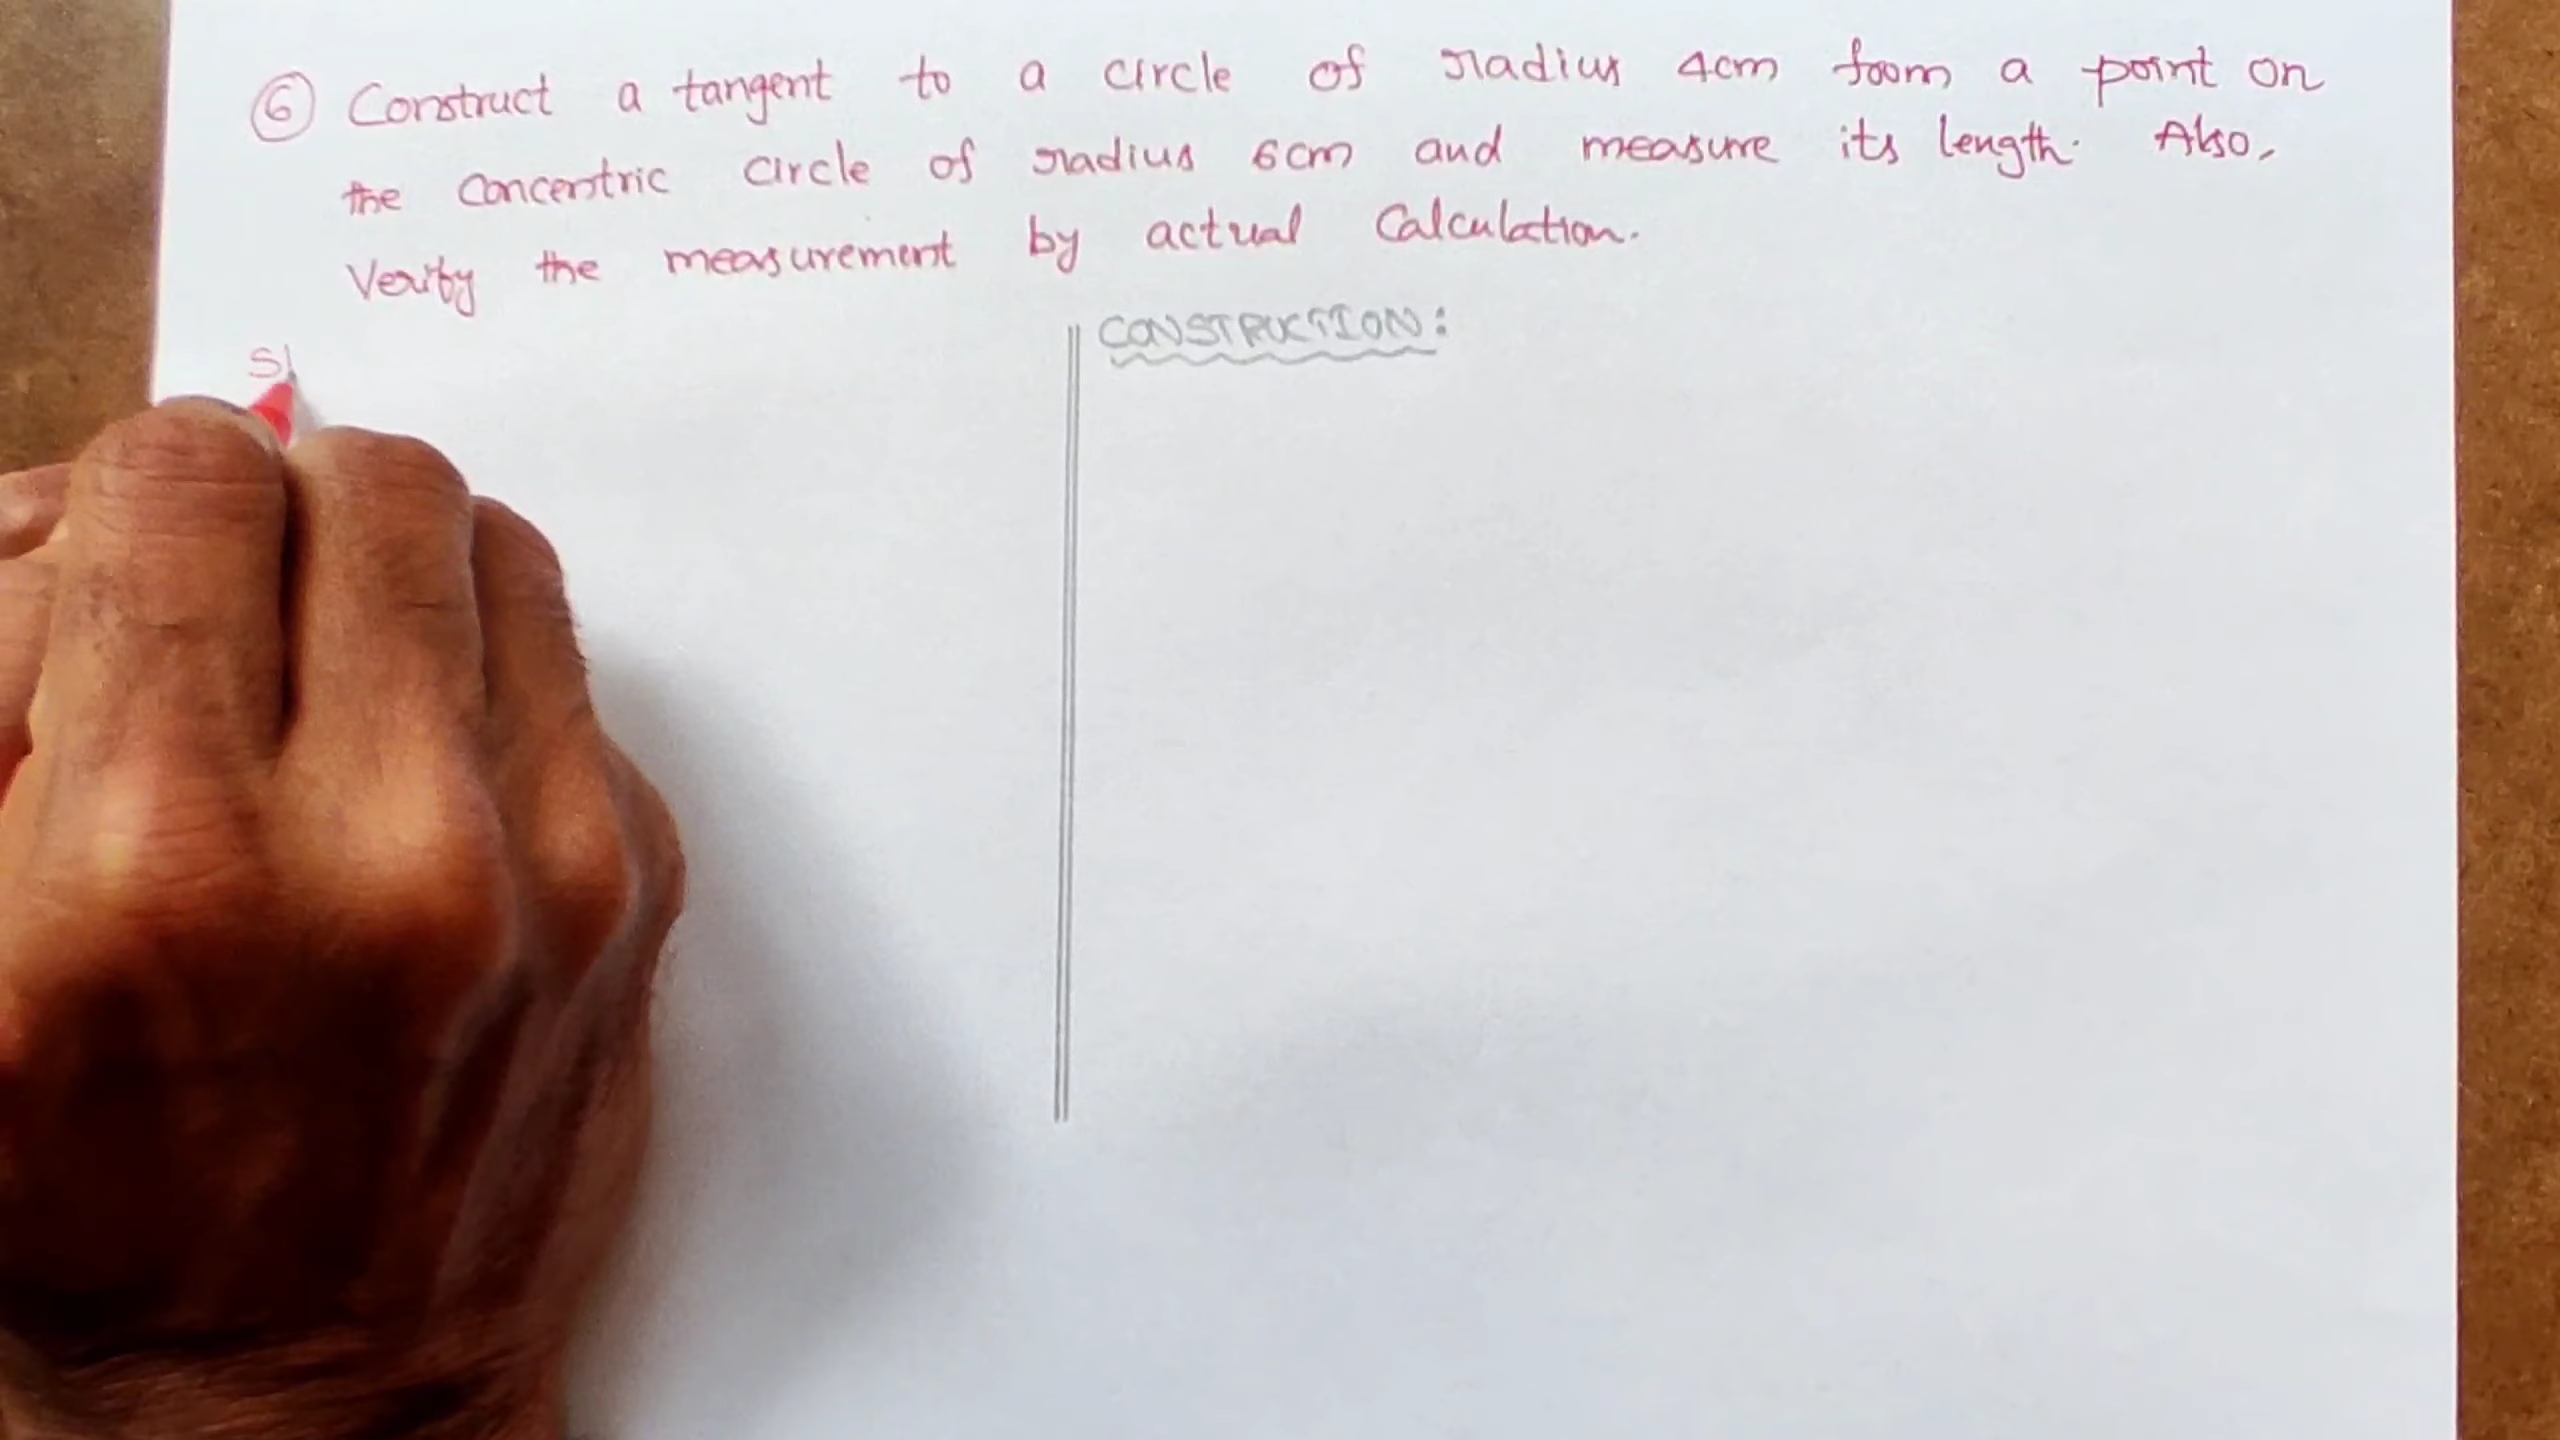 6 Construct a tangent to a circle of radius 4cm from a point on
the concentric circle of radius 6cm and measure its length. Also,
Verify the measurement by actual Calculation.
CONSTRUCTION: